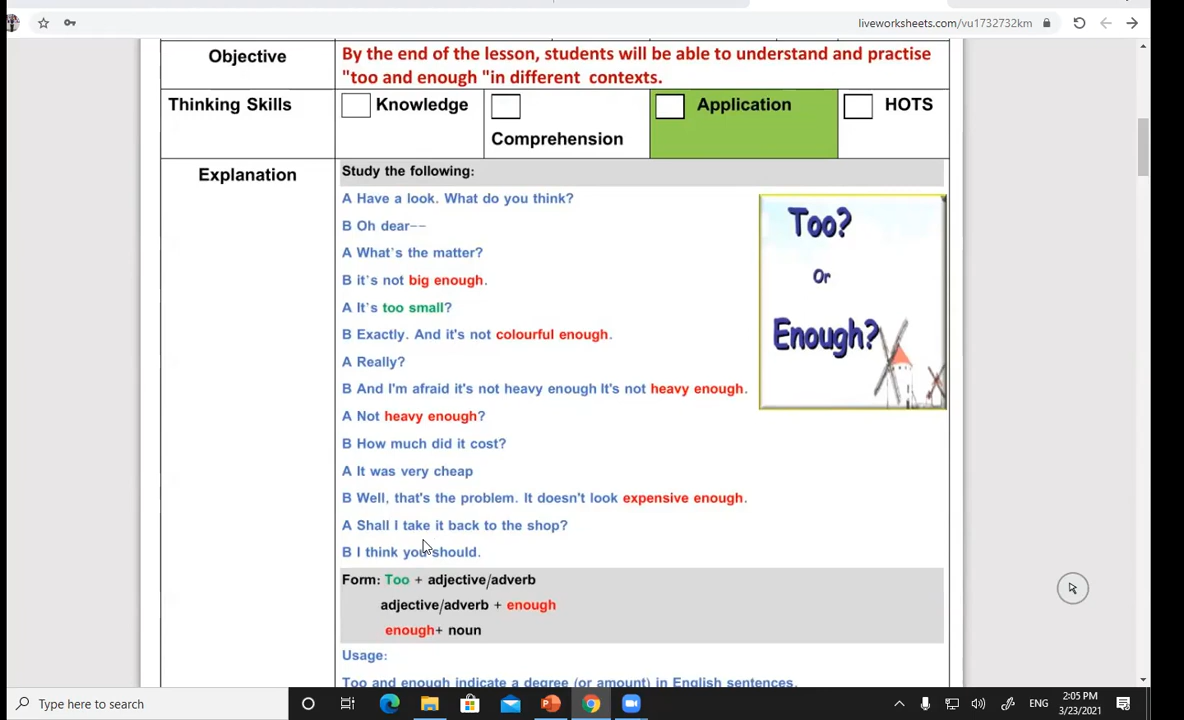 liveworksheets.com/vu1732732km
Objective
By the end of the lesson, students will be able to understand and practise
"too and enough "in different contexts.
Thinking Skills
Knowledge
Comprehension
Application
HOTS
Explanation
Study the following:
A Have a look. What do you think?
B Oh dear--
A What's the matter?
B it's not big enough.
A It's too small?
B Exactly. And it's not colourful enough.
A Really?
B And I'm afraid it's not heavy enough It's not heavy enough.
A Not heavy enough?
B How much did it cost?
A It was very cheap
B Well, that's the problem. It doesn't look expensive enough.
A Shall I take it back to the shop?
B I think you should.
Too?
Or
Enough?
Form: Too + adjective/adverb
adjective/adverb + enough
enough+ noun
Usage:
Too and enough indicate a degree (or amount) in English sentences.
Type here to search
ENG
2:05 PM
3/23/2021